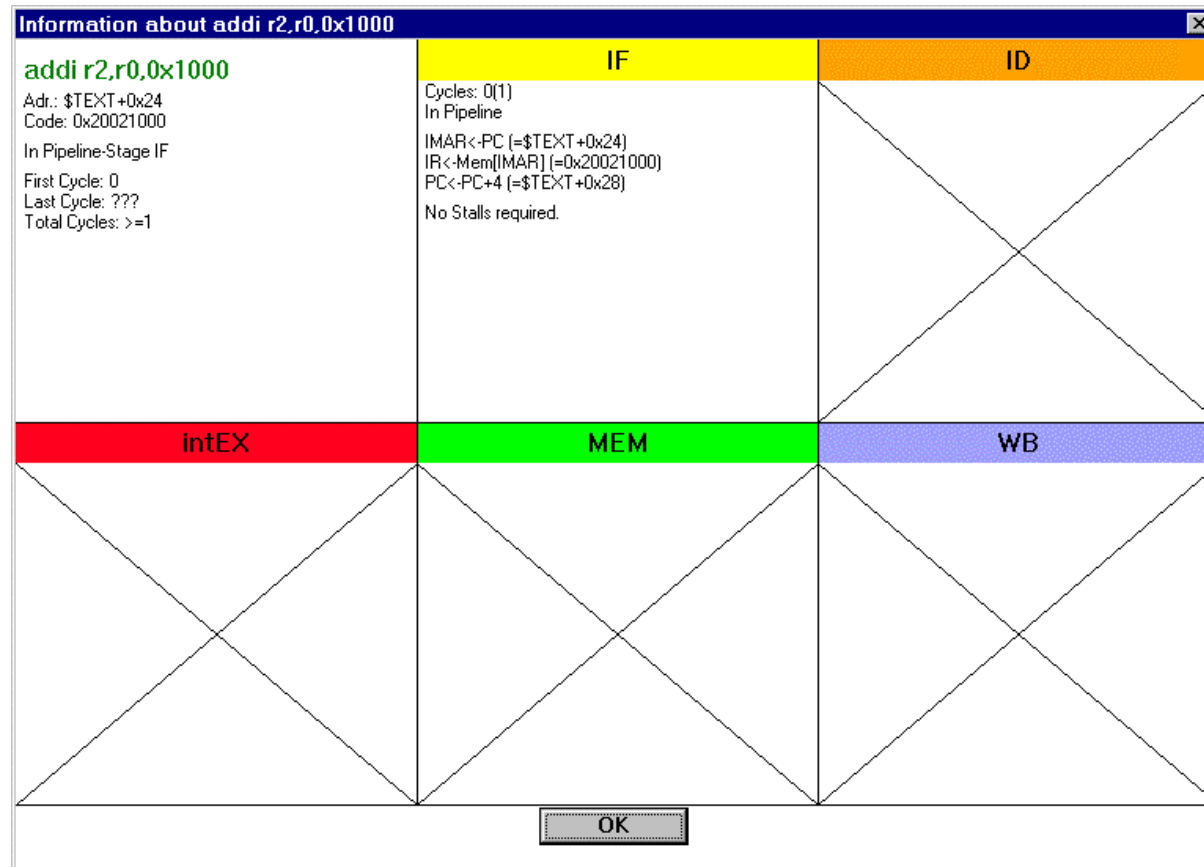 Information about addi r2,r0,0x1000
addi r2,r0,0x1000
Adr.: $TEXT+0x24
Code: 0x20021000
In Pipeline-Stage IF
First Cycle: 0
Last Cycle: ???
Total Cycles: >=1
IF
Cycles: 0(1)
In Pipeline
IMAR<-PC (=$TEXT+0x24)
IR<-Mem[IMAR] (=0x20021000)
PC<-PC+4 (=$TEXT+0x28)
No Stalls required.
ID
intEX
MEM
WB
OK